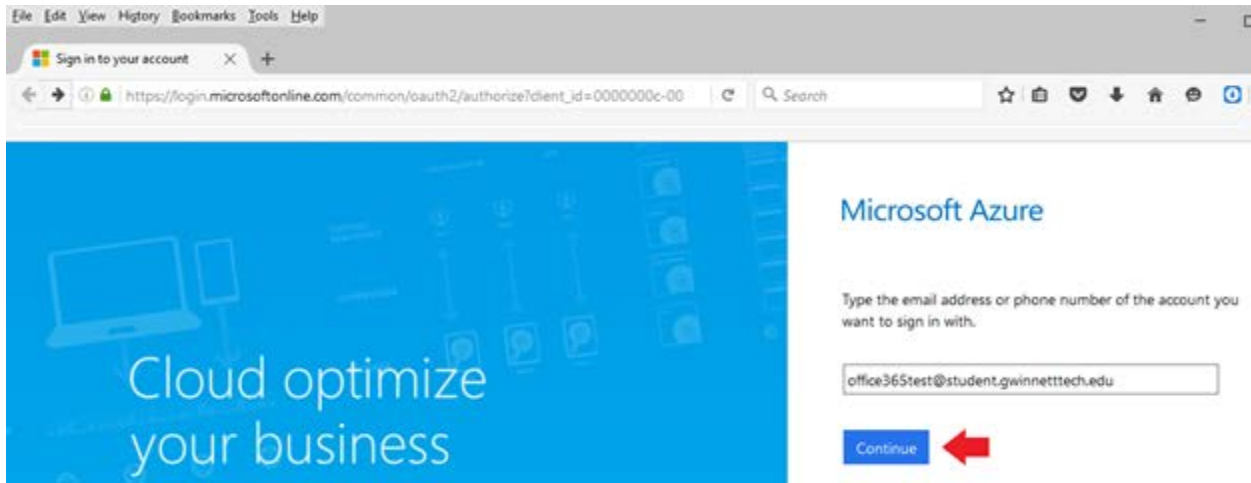 File Edit View History Bookmarks Tools Help
Sign in to your account
https://login.microsoftonline.com/common/oauth2/authorize?client_id=0000000c-00
Search
Microsoft Azure
Type the email address or phone number of the account you
want to sign in with.
office365test@student.gwinnetttech.edu
Continue
Cloud optimize
your business